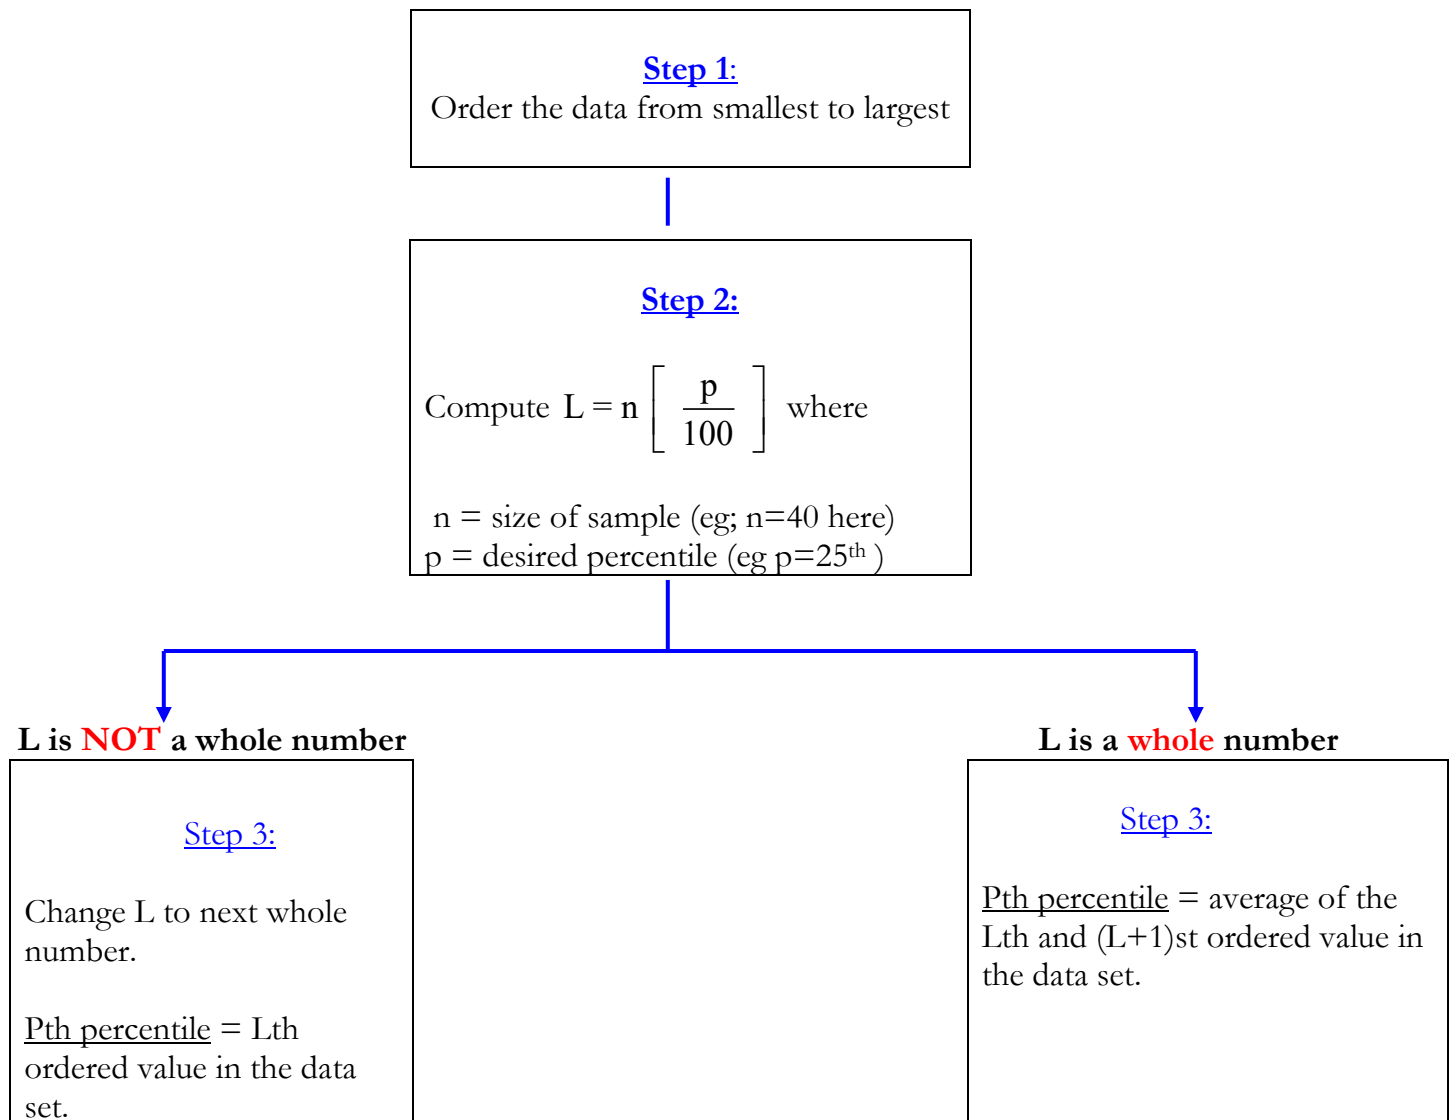 Step 1:
Order the data from smallest to largest
Step 2:
Compute L = n [ p / 100 ] where
n = size of sample (eg; n=40 here)
p = desired percentile (eg p=25th )
L is NOT a whole number
Step 3:
Change L to next whole
number.
Pth percentile = Lth
ordered value in the data
set.
L is a whole number
Step 3:
Pth percentile = average of the
Lth and (L+1)st ordered value in
the data set.